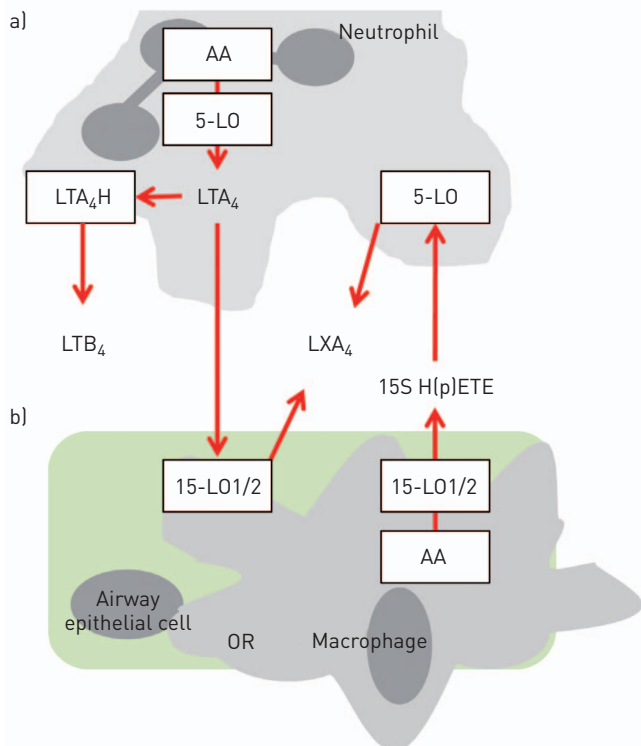 a)
Neutrophil
AA
5-LO
LTA₄H
LTA₄
5-LO
LTB₄
LXA₄
15S H(p)ETE
b)
15-LO1/2
15-LO1/2
AA
Airway
epithelial cell
OR
Macrophage